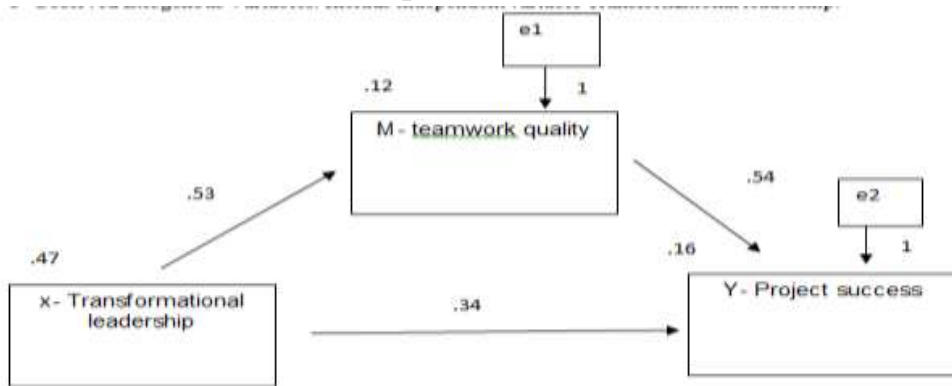 e1
.12
1
M - teamwork quality
.53
.54
e2
.47
.16
1
x- Transformational
leadership
Y- Project success
.34